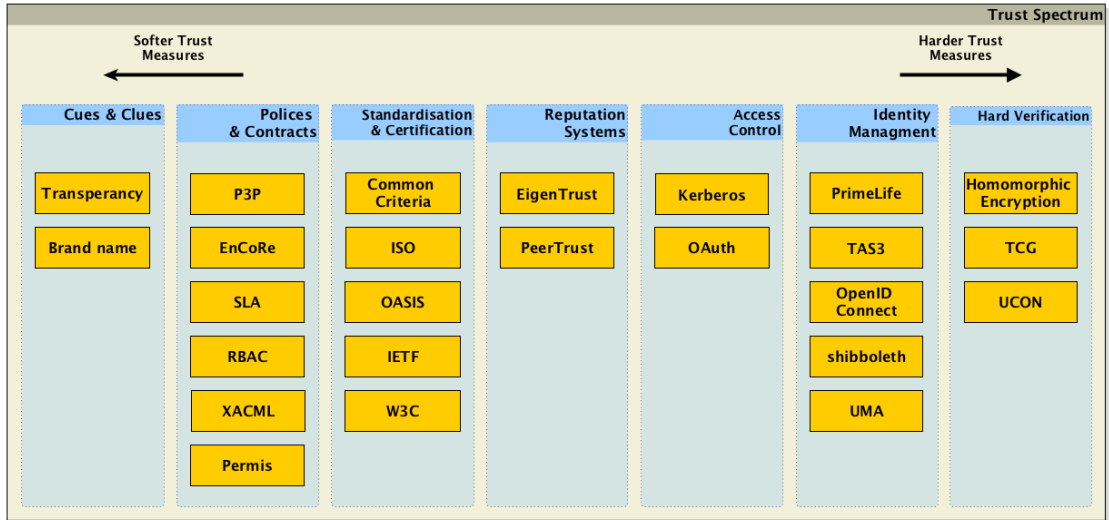 Trust Spectrum
Softer Trust
Measures
Harder Trust
Measures
Cues & Clues
Polices
& Contracts
Standardisation
& Certification
Reputation
Systems
Access
Control
Identity
Managment
Hard Verification
Transperancy
Brand name
P3P
EnCoRe
SLA
RBAC
XACML
Permis
Common
Criteria
ISO
OASIS
IETF
W3C
EigenTrust
PeerTrust
Kerberos
OAuth
PrimeLife
TAS3
OpenID
Connect
shibboleth
UMA
Homomorphic
Encryption
TCG
UCON